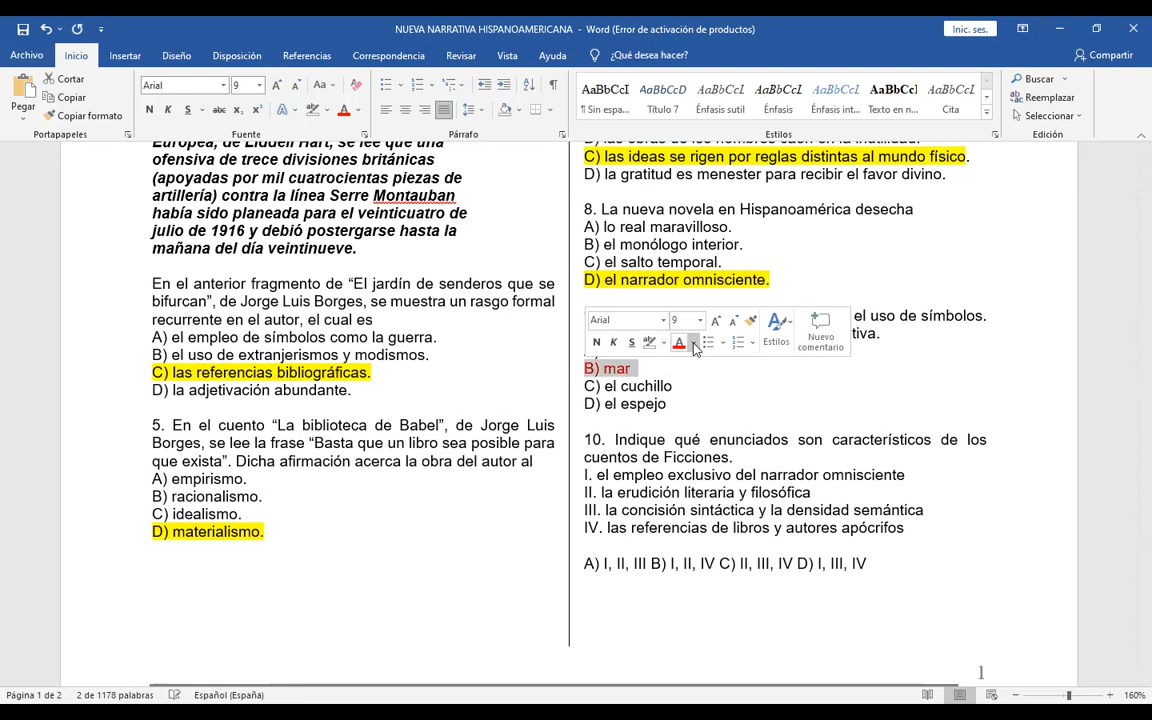 NUEVA NARRATIVA HISPANOAMERICANA - Word (Error de activación de productos)
Inic. ses.
Archivo Inicio Insertar Diseño Disposición Referencias Correspondencia Revisar Vista Ayuda ¿Qué desea hacer? Compartir
Pegar
Cortar
Copiar
Copiar formato
Portapapeles
Arial 9
Aa
N K S abc x₂ x²
Fuente
Párrafo
AaBbCcI AaBbCcD AaBbCcI AaBbCcI AaBbCcI AaBbCcI AaBbCcI
¶ Sin espa... Título 7 Énfasis sutil Énfasis Énfasis int... Texto en n... Cita
Estilos
Buscar
Reemplazar
Seleccionar
Edición
Europea, de Liddell Hart, se lee que una
ofensiva de trece divisiones británicas
(apoyadas por mil cuatrocientas piezas de
artillería) contra la línea Serre Montauban
había sido planeada para el veinticuatro de
julio de 1916 y debió postergarse hasta la
mañana del día veintinueve.
En el anterior fragmento de “El jardín de senderos que se
bifurcan”, de Jorge Luis Borges, se muestra un rasgo formal
recurrente en el autor, el cual es
A) el empleo de símbolos como la guerra.
B) el uso de extranjerismos y modismos.
C) las referencias bibliográficas.
D) la adjetivación abundante.
5. En el cuento “La biblioteca de Babel”, de Jorge Luis
Borges, se lee la frase “Basta que un libro sea posible para
que exista”. Dicha afirmación acerca la obra del autor al
A) empirismo.
B) racionalismo.
C) idealismo.
D) materialismo.
C) las ideas se rigen por reglas distintas al mundo físico.
D) la gratitud es menester para recibir el favor divino.
8. La nueva novela en Hispanoamérica desecha
A) lo real maravilloso.
B) el monólogo interior.
C) el salto temporal.
D) el narrador omnisciente.
el uso de símbolos.
tiva.
Arial 9
N K S A
Estilos
Nuevo
comentario
B) mar
C) el cuchillo
D) el espejo
10. Indique qué enunciados son característicos de los
cuentos de Ficciones.
I. el empleo exclusivo del narrador omnisciente
II. la erudición literaria y filosófica
III. la concisión sintáctica y la densidad semántica
IV. las referencias de libros y autores apócrifos
A) I, II, III B) I, II, IV C) II, III, IV D) I, III, IV
1
Página 1 de 2 2 de 1178 palabras Español (España) 160%